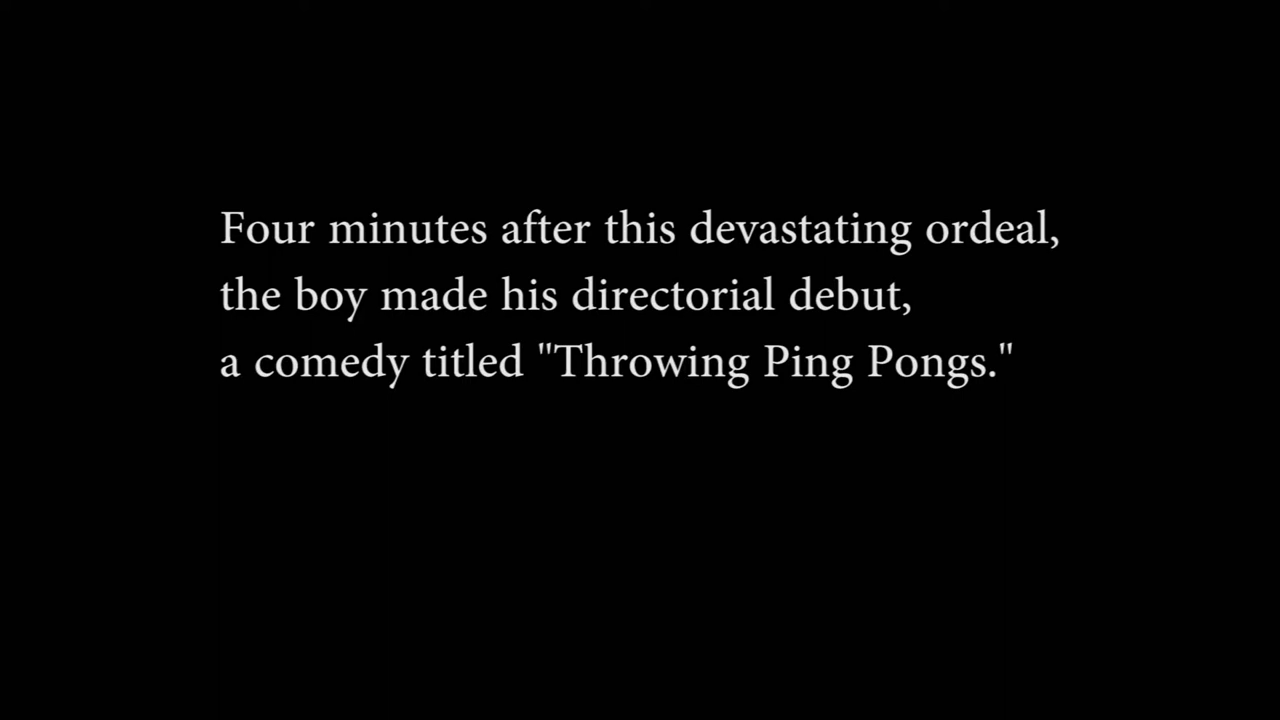 Four minutes after this devastating ordeal,
the boy made his directorial debut,
a comedy titled "Throwing Ping Pongs."